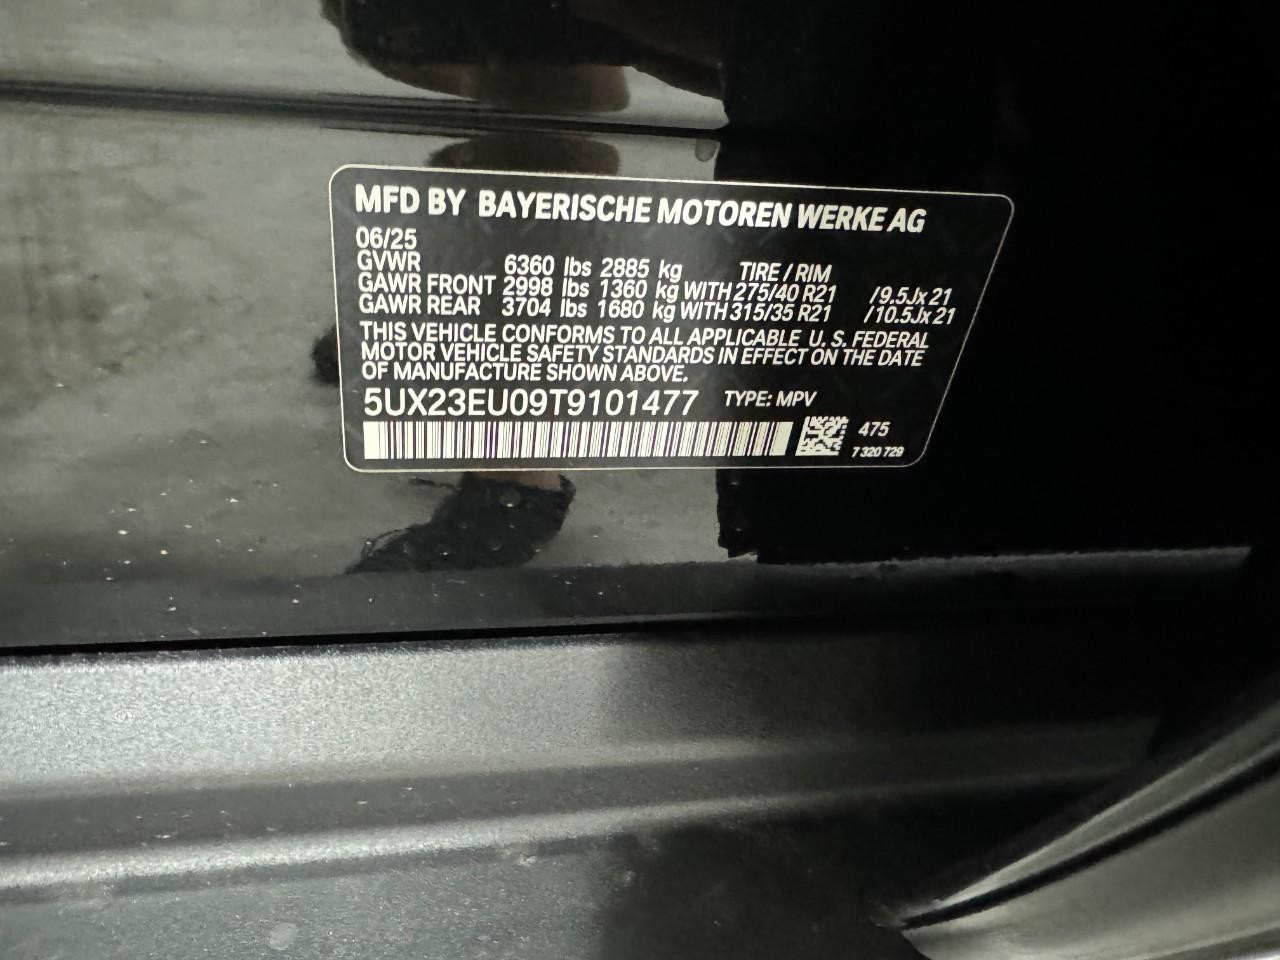 MFD BY BAYERISCHE MOTOREN WERKE AG
06/25
GVWR 6360 lbs 2885 kg TIRE / RIM
GAWR FRONT 2998 lbs 1360 kg WITH 275/40 R21 /9.5Jx21
GAWR REAR 3704 lbs 1680 kg WITH 315/35 R21 /10.5Jx21
THIS VEHICLE CONFORMS TO ALL APPLICABLE U. S. FEDERAL
MOTOR VEHICLE SAFETY STANDARDS IN EFFECT ON THE DATE
OF MANUFACTURE SHOWN ABOVE.
5UX23EU09T9101477 TYPE: MPV
475
7 320 729